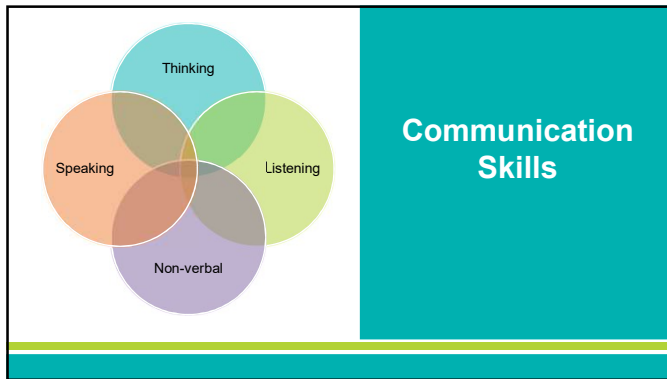 Thinking
Speaking
Listening
Non-verbal
Communication
Skills